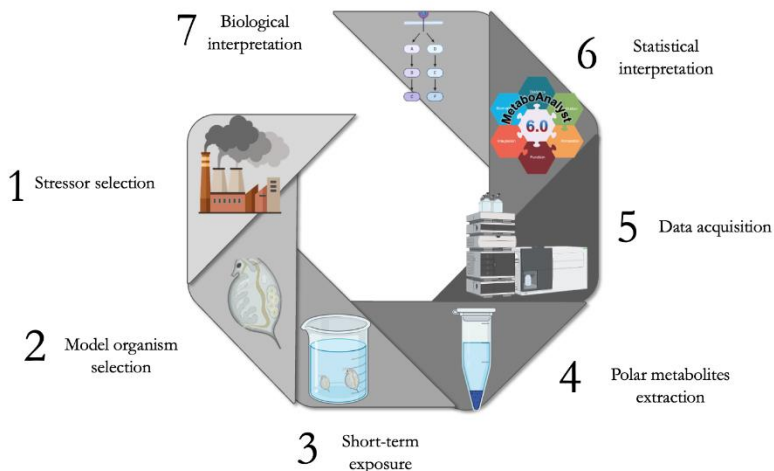 7
Biological
interpretation
6
Statistical
interpretation
MetaboAnalyst
6.0
1
Stressor selection
5
Data acquisition
2
Model organism
selection
4
Polar metabolites
extraction
3
Short-term
exposure